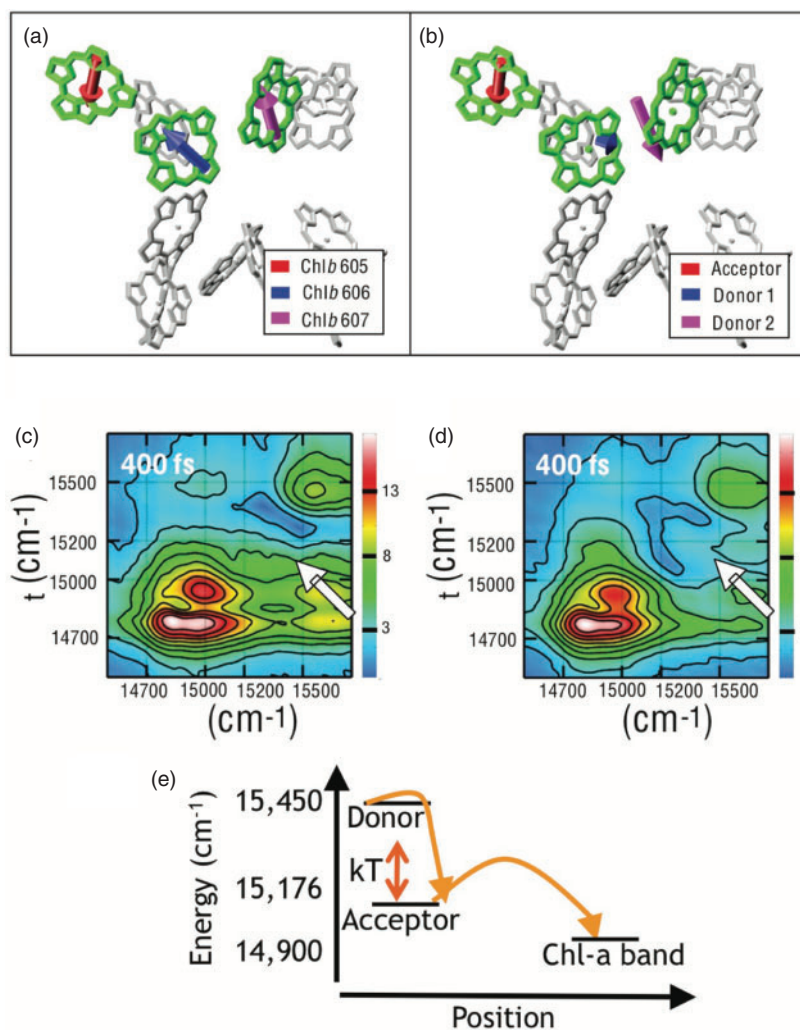 (a)
Chlb 605
Chlb 606
Chlb 607
(b)
Acceptor
Donor 1
Donor 2
(c)
400 fs
t (cm-1)
15500
15200
15000
14700
14700 15000 15200 15500
(cm-1)
13
8
3
(d)
400 fs
t (cm-1)
15500
15200
15000
14700
14700 15000 15200 15500
(cm-1)
(e)
Energy (cm-1)
15,450
15,176
14,900
Donor
kT
Acceptor
Chl-a band
Position